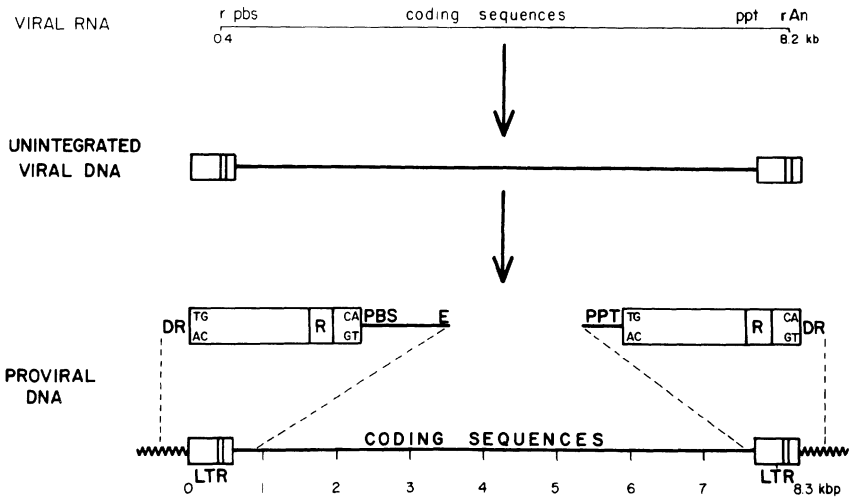 VIRAL RNA r pbs coding sequences ppt rAn
0.4 8.2 kb
UNINTEGRATED
VIRAL DNA
DR TG AC R CA GT PBS E PPT TG AC R CA GT DR
PROVIRAL
DNA
CODING SEQUENCES
LTR LTR
0 1 2 3 4 5 6 7 8.3 kbp